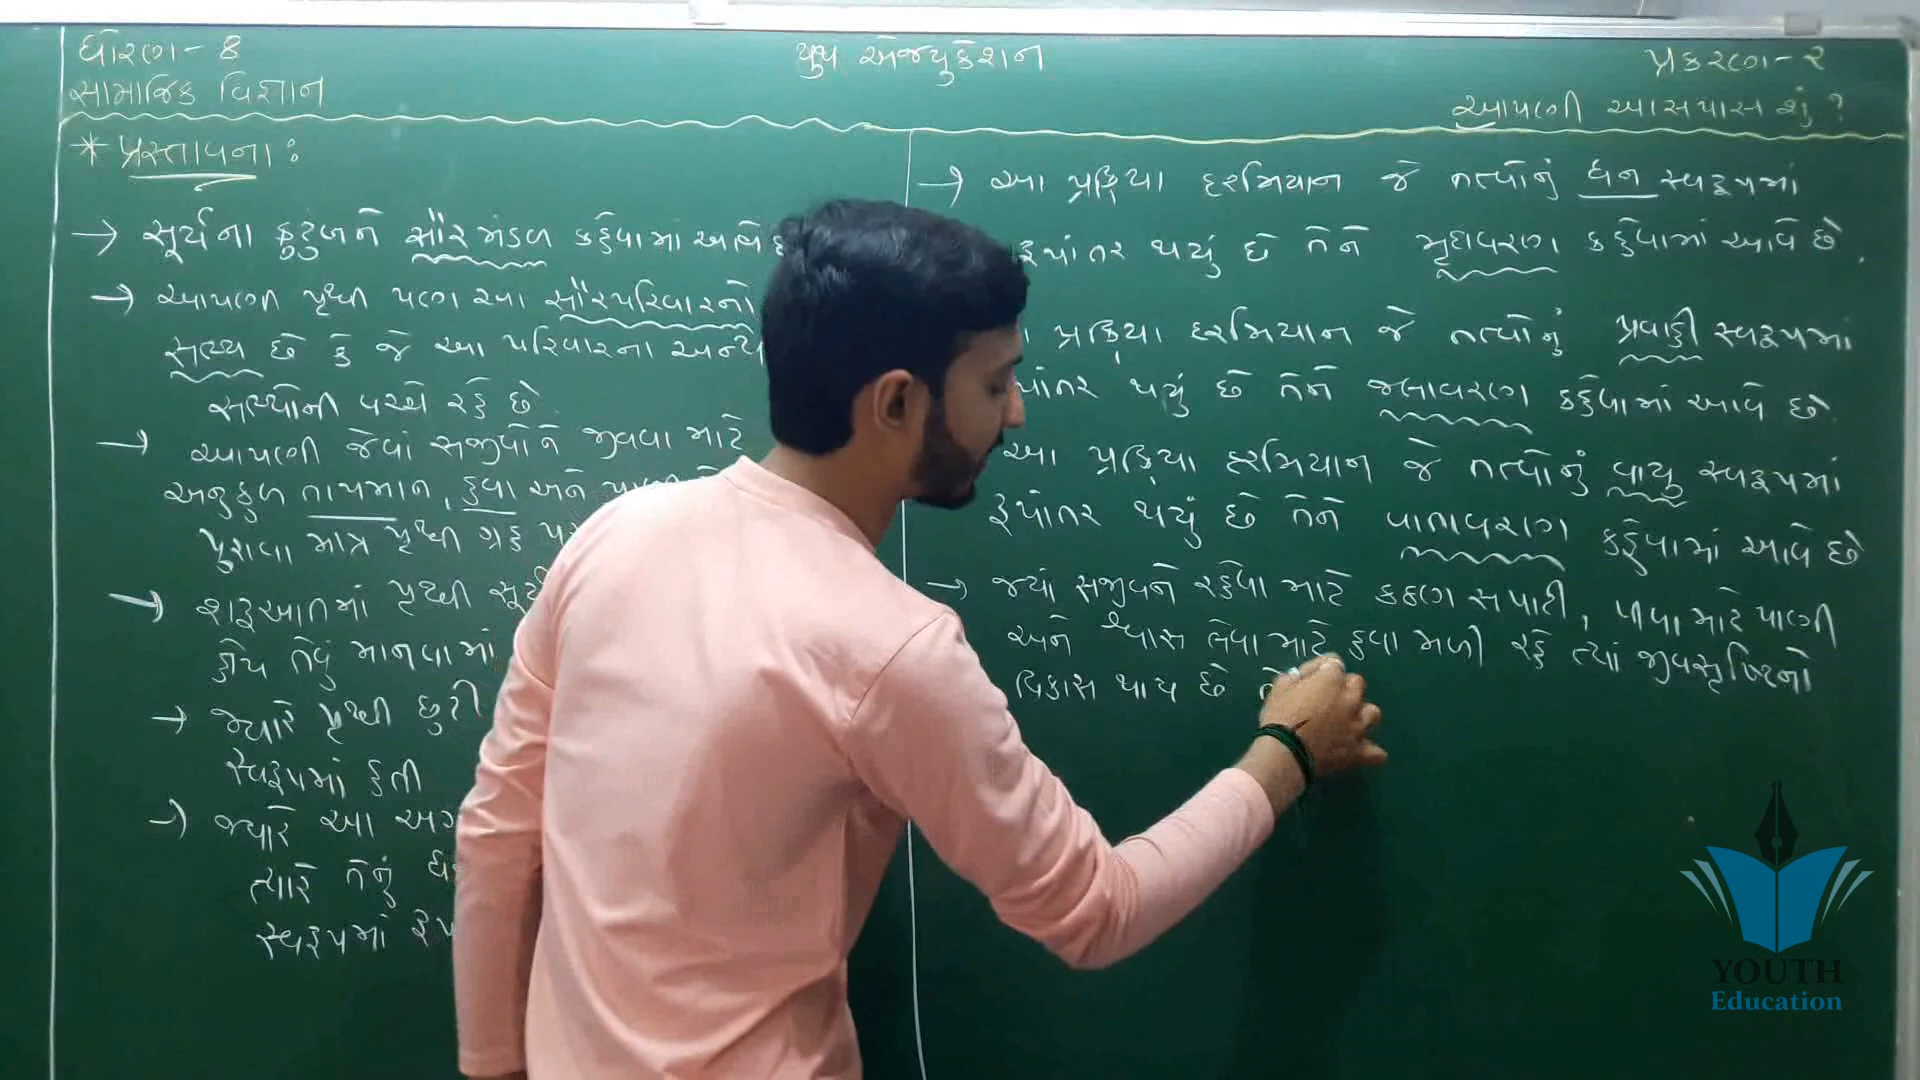 ધોરણ - 8
સામાજિક વિજ્ઞાન
યુથ એજ્યુકેશન
પ્રકરણ - ૨
આપણી આસપાસ શું ?
* પ્રસ્તાવના :
→ સૂર્યના કુટુંબને સૌરમંડળ કહેવામાં આવે છે
→ આપણી પૃથ્વી પણ આ સૌરપરિવારનો
સભ્ય છે કે જે આ પરિવારના અન્ય
સભ્યોની વચ્ચે રહે છે.
→ આપણી જેવાં સજીવોને જીવવા માટે
અનુકુળ તાપમાન, હવા અને
પુરાવા માત્ર પૃથ્વી ગ્રહ પર
→ શરૂઆતમાં પૃથ્વી
હોય તેવું માનવામાં
→ જ્યારે પૃથ્વી છુટી
સ્વરૂપમાં હતી
→ જ્યારે આ
ત્યારે તેનું
સ્વરૂપમાં
→ આ પ્રક્રિયા દરમિયાન જે તત્વોનું ઘન સ્વરૂપમાં
રૂપાંતર થયું છે તેને મૃદાવરણ કહેવામાં આવે છે.
પ્રક્રિયા દરમિયાન જે તત્વોનું પ્રવાહી સ્વરૂપમાં
થયું છે તેને જલાવરણ કહેવામાં આવે છે.
આ પ્રક્રિયા દરમિયાન જે તત્વોનું વાયુ સ્વરૂપમાં
રૂપાંતર થયું છે તેને વાતાવરણ કહેવામાં આવે છે
→ જ્યાં સજીવને રહેવા માટે કઠણ સપાટી, પીવા માટે પાણી
અને શ્વાસ લેવા માટે હવા મળી રહે ત્યાં જીવસૃષ્ટિનો
વિકાસ થાય છે
YOUTH
Education